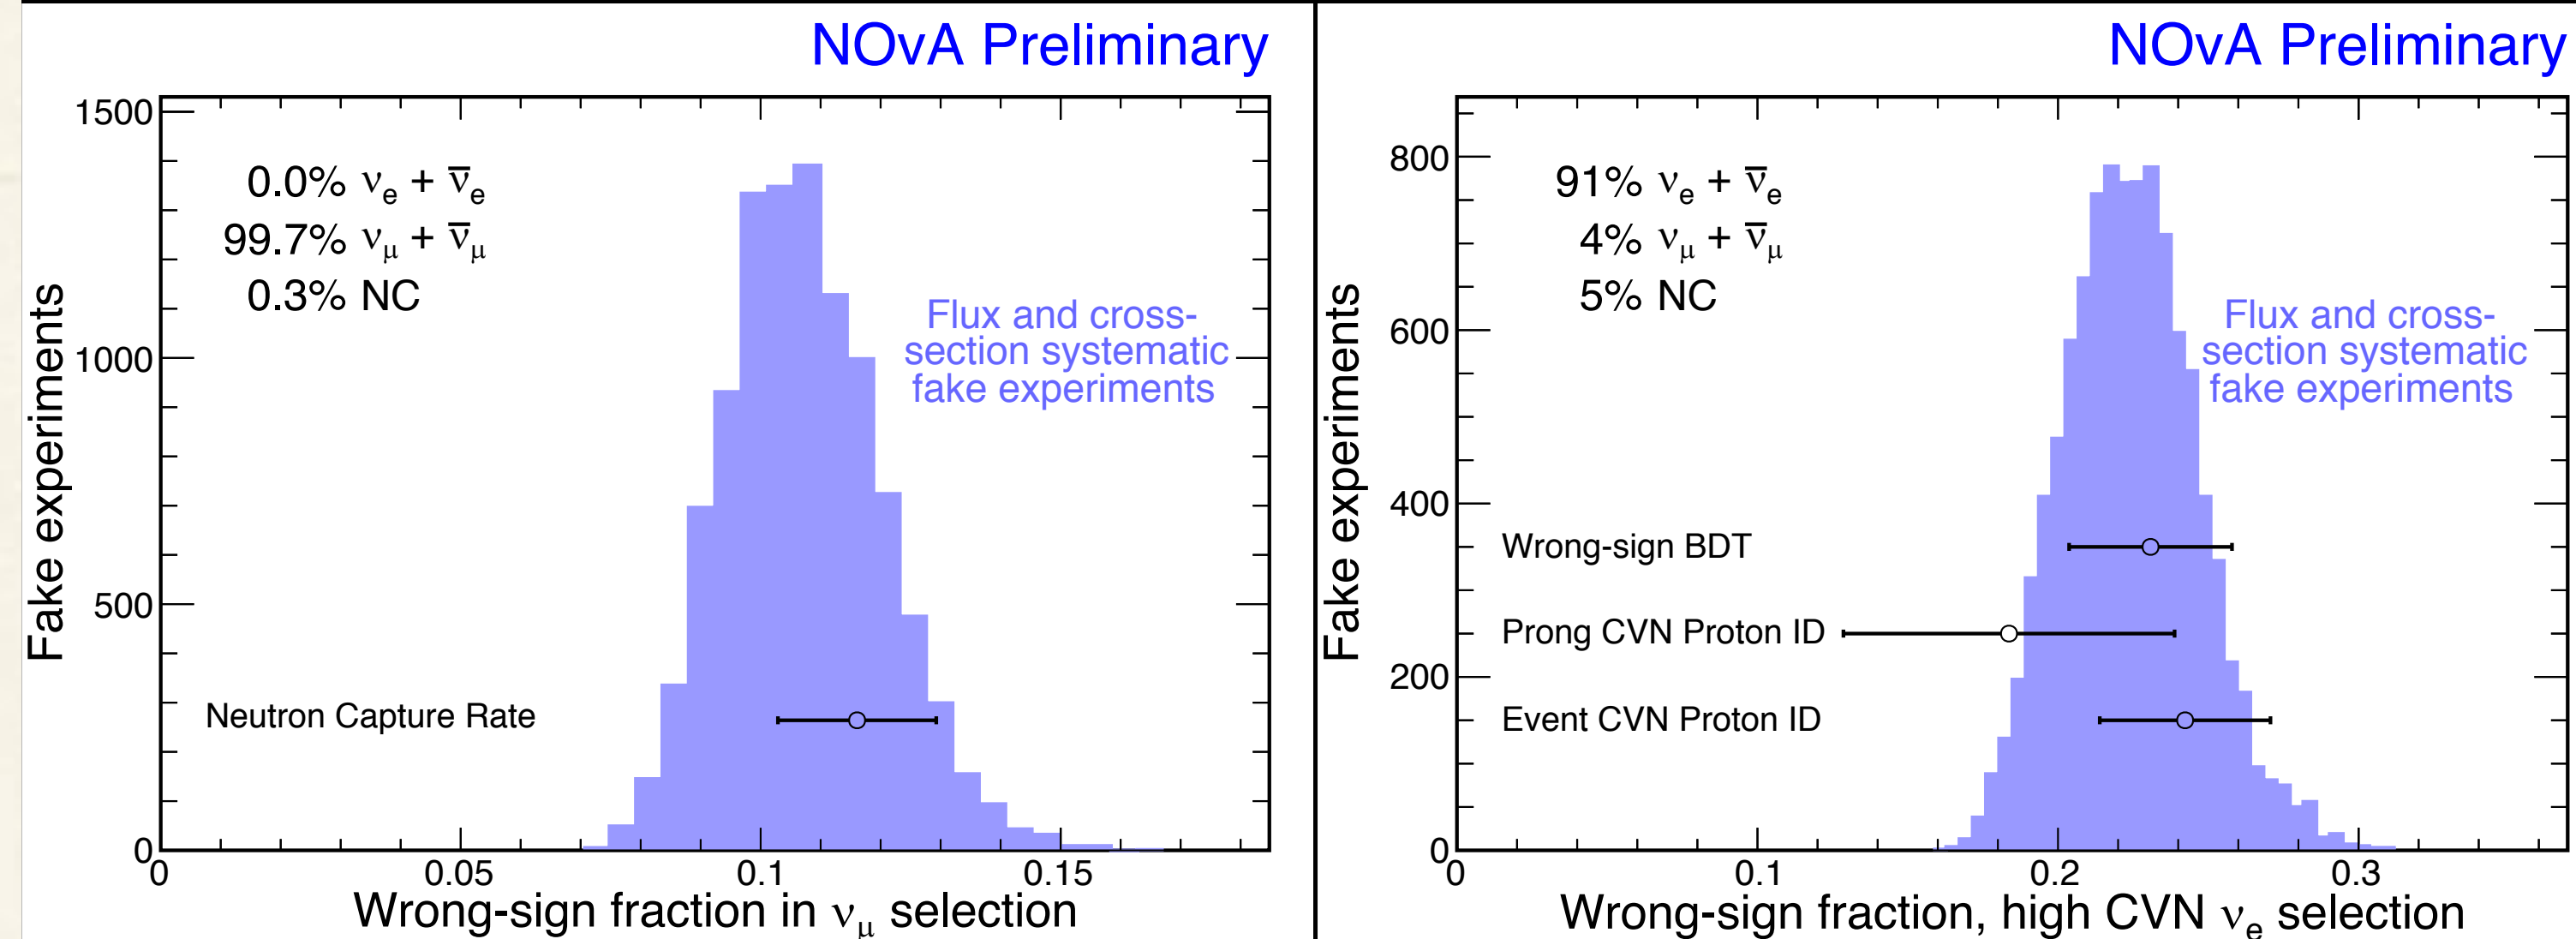 NOvA Preliminary
1500
1000
500
0
Fake experiments
0.0% νe + ν̅e
99.7% νμ + ν̅μ
0.3% NC
Flux and cross-
section systematic
fake experiments
Neutron Capture Rate
0 0.05 0.1 0.15
Wrong-sign fraction in νμ selection
NOvA Preliminary
800
600
400
200
0
Fake experiments
91% νe + ν̅e
4% νμ + ν̅μ
5% NC
Flux and cross-
section systematic
fake experiments
Wrong-sign BDT
Prong CVN Proton ID
Event CVN Proton ID
0 0.1 0.2 0.3
Wrong-sign fraction, high CVN νe selection